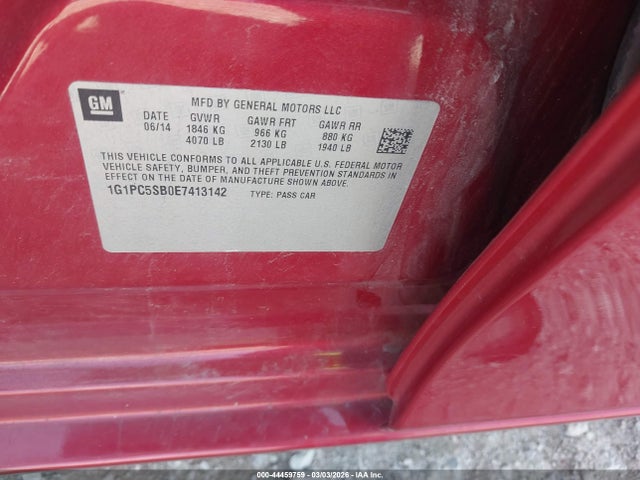 GM
MFD BY GENERAL MOTORS LLC
DATE GVWR GAWR FRT GAWR RR
06/14 1846 KG 966 KG 880 KG
4070 LB 2130 LB 1940 LB
THIS VEHICLE CONFORMS TO ALL APPLICABLE U.S. FEDERAL MOTOR
VEHICLE SAFETY, BUMPER, AND THEFT PREVENTION STANDARDS IN
EFFECT ON THE DATE OF MANUFACTURE SHOWN ABOVE.
1G1PC5SB0E7413142 TYPE: PASS CAR
000-44459759 | 03/03/2026 - IAAI.COM